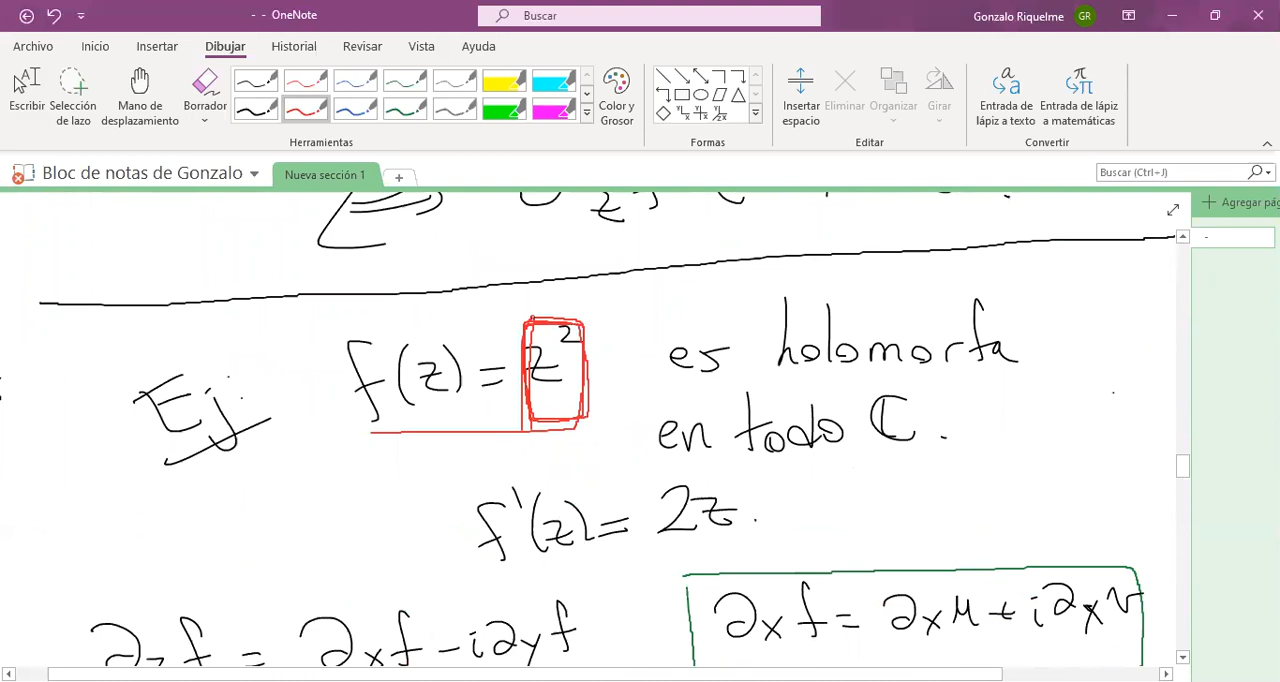 - - OneNote
Buscar
Gonzalo Riquelme
GR
Archivo Inicio Insertar Dibujar Historial Revisar Vista Ayuda
Escribir
Selección de lazo
Mano de desplazamiento
Borrador
Color y Grosor
Insertar espacio
Eliminar
Organizar
Girar
Entrada de lápiz a texto
Entrada de lápiz a matemáticas
Herramientas
Formas
Editar
Convertir
Bloc de notas de Gonzalo
Nueva sección 1
+
Buscar (Ctrl+J)
Agregar pág
-
Ej: f(z) = z² es holomorfa
en todo ℂ.
f'(z) = 2z.
∂z f = ∂x f - i∂y f
∂x f = ∂x u + i∂x v